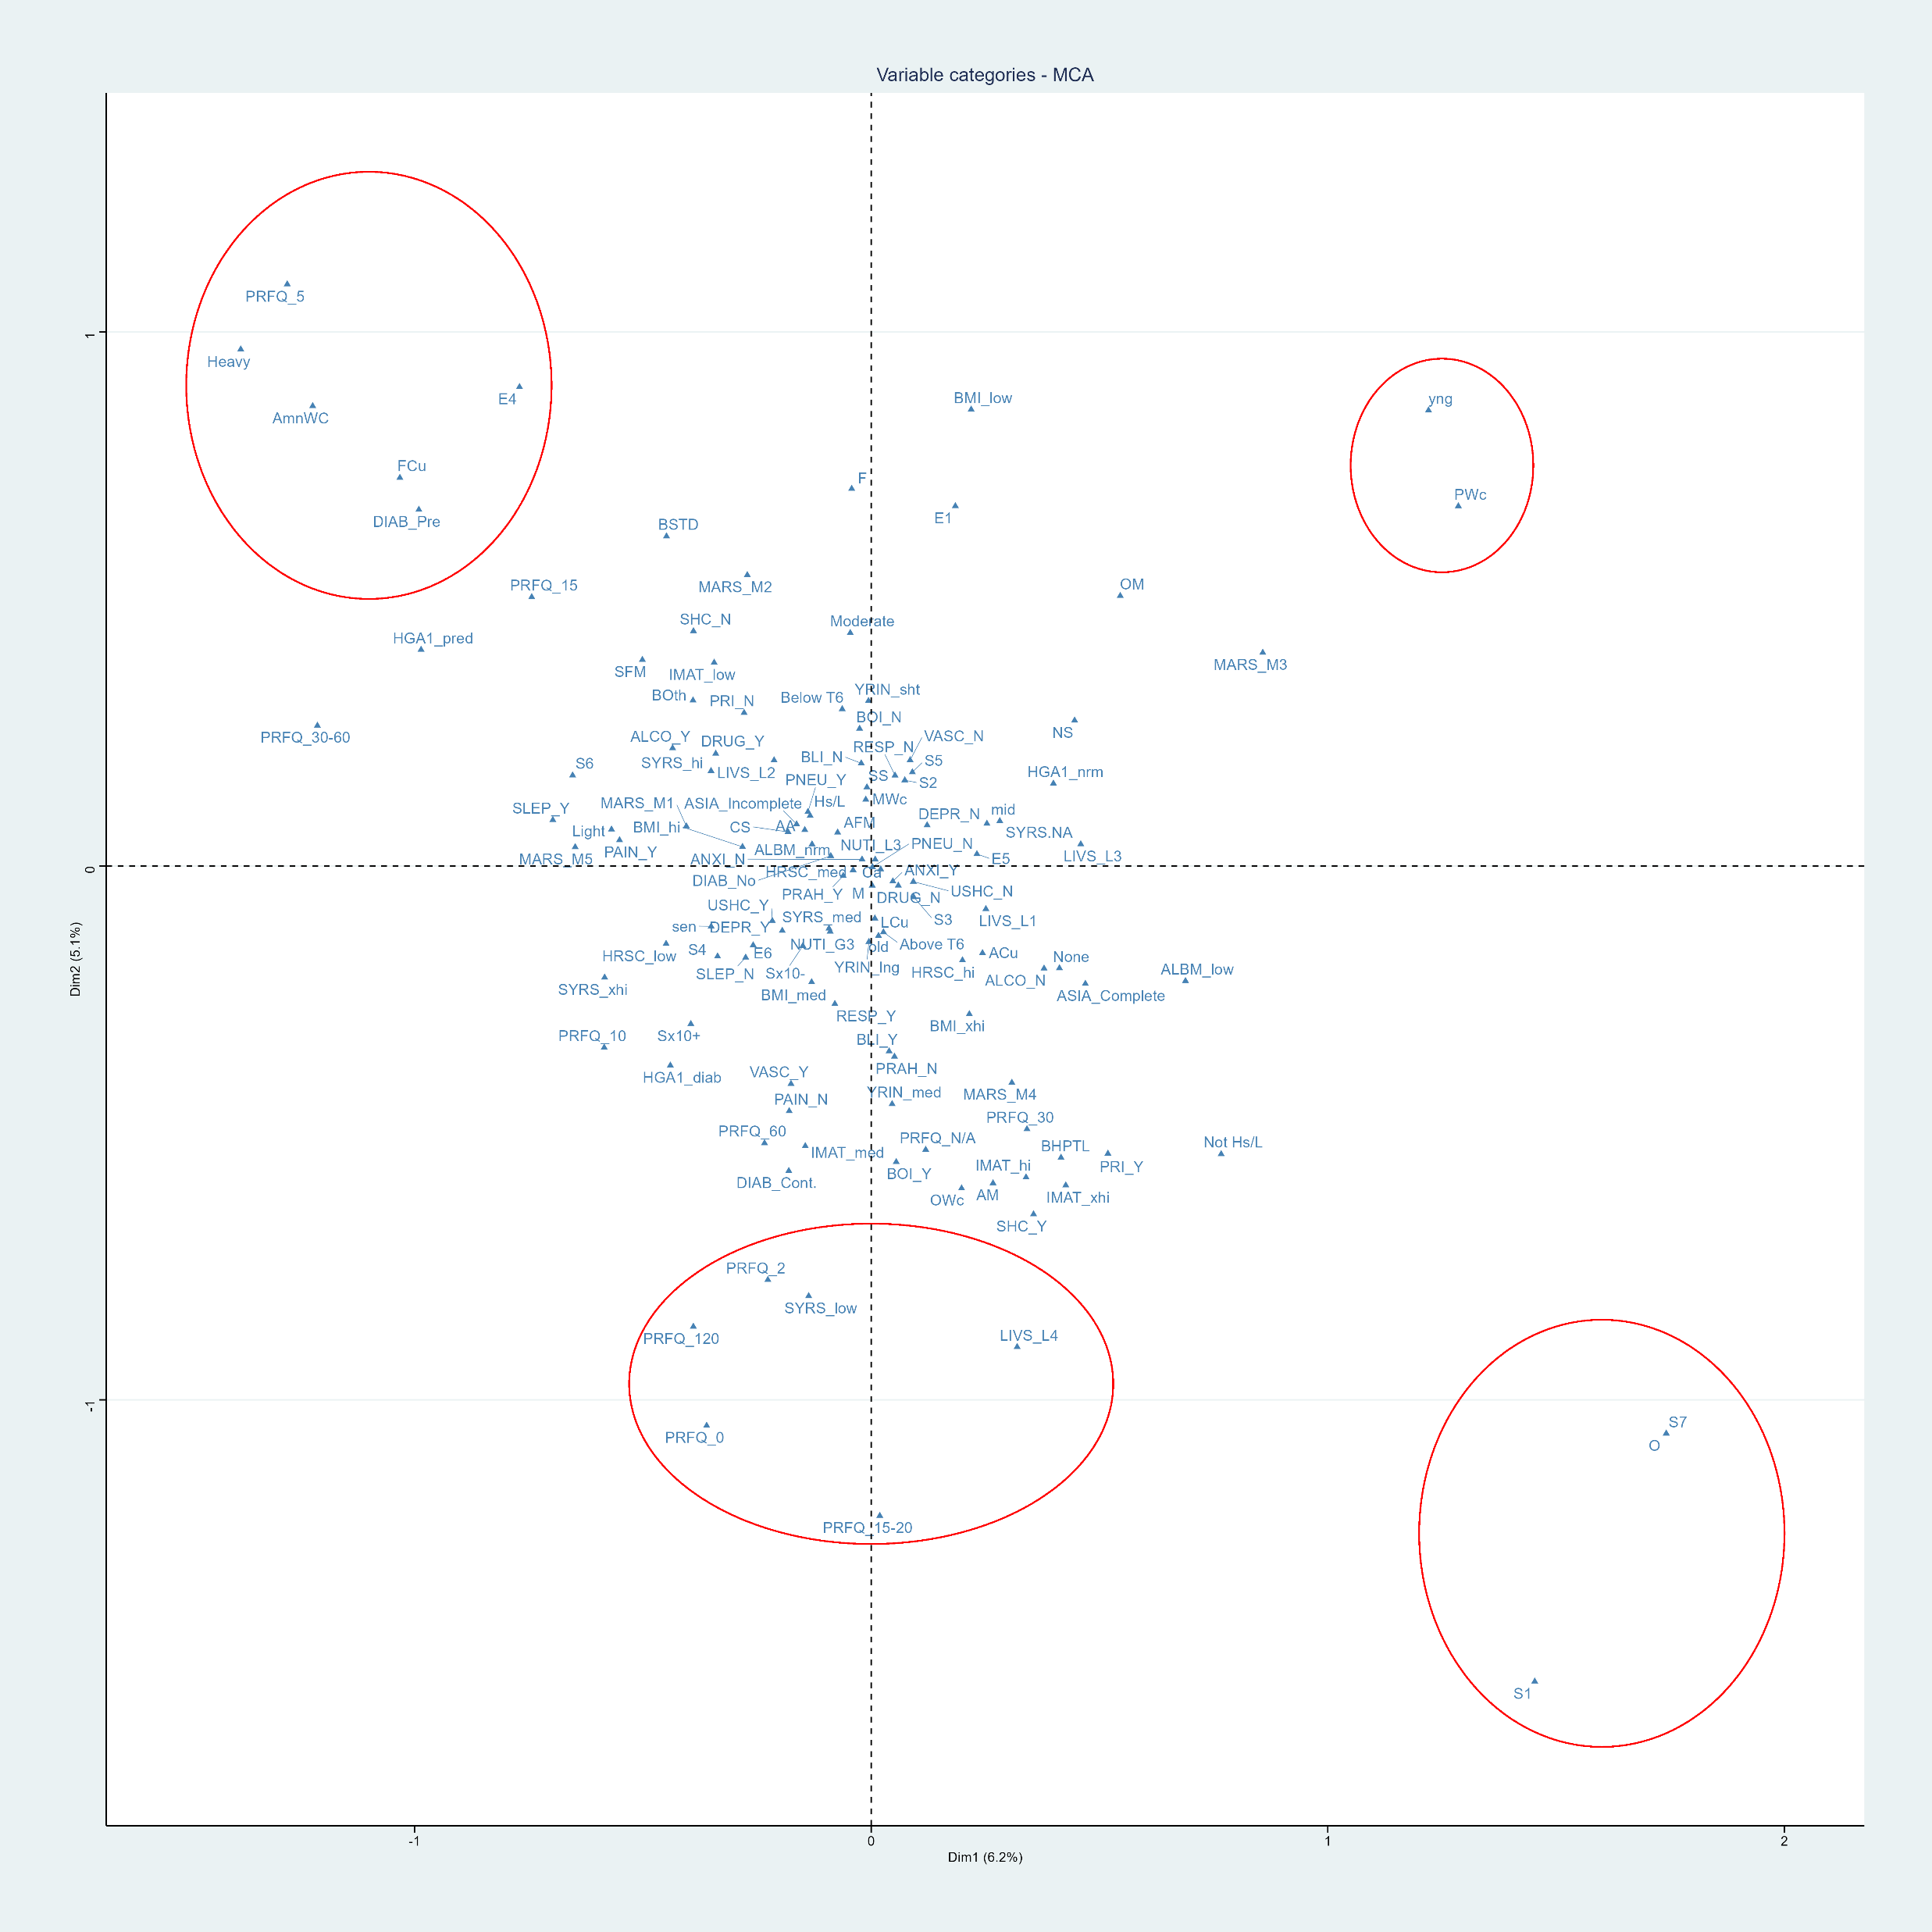 Variable categories - MCA
PRFQ_5
Heavy
AmnWC
E4
FCu
DIAB_Pre
BMI_low
yng
F
PWc
E1
BSTD
PRFQ_15
MARS_M2
OM
SHC_N
Moderate
HGA1_pred
SFM
IMAT_low
MARS_M3
BOth
PRI_N
Below T6
YRIN_sht
BOI_N
NS
PRFQ_30-60
ALCO_Y
DRUG_Y
VASC_N
RESP_N
BLI_N
S5
S6
SYRS_hi
LIVS_L2
SS
S2
HGA1_nrm
PNEU_Y
MWc
Hs/L
MARS_M1
ASIA_Incomplete
SLEP_Y
DEPR_N
mid
Light
BMI_hi
CS
AA
AFM
SYRS.NA
PAIN_Y
ALBM_nrm
NUT_L3
PNEU_N
MARS_M5
ANXI_N
E5
LIVS_L3
DIAB_No
HRSC_med
Ca
ANXI_Y
PRAH_Y
M
DRUG_N
USHC_N
USHC_Y
SYRS_med
LCu
S3
LIVS_L1
sen
DEPR_Y
HRSC_low
S4
E6
NUTI_G3
old
Above T6
ACu
None
SLEP_N
Sx10-
YRIN_lng
HRSC_hi
ALCO_N
ALBM_low
SYRS_xhi
BMI_med
ASIA_Complete
RESP_Y
BMI_xhi
PRFQ_10
Sx10+
BLI_Y
PRAH_N
HGA1_diab
VASC_Y
PAIN_N
YRIN_med
MARS_M4
PRFQ_30
PRFQ_60
IMAT_med
PRFQ_N/A
BHPTL
Not Hs/L
DIAB_Cont.
BOI_Y
IMAT_hi
PRI_Y
OWc
AM
IMAT_xhi
SHC_Y
PRFQ_2
SYRS_low
PRFQ_120
LIVS_L4
PRFQ_0
S7
O
PRFQ_15-20
S1
1
0
-1
Dim2 (5.1%)
-1
0
1
2
Dim1 (6.2%)